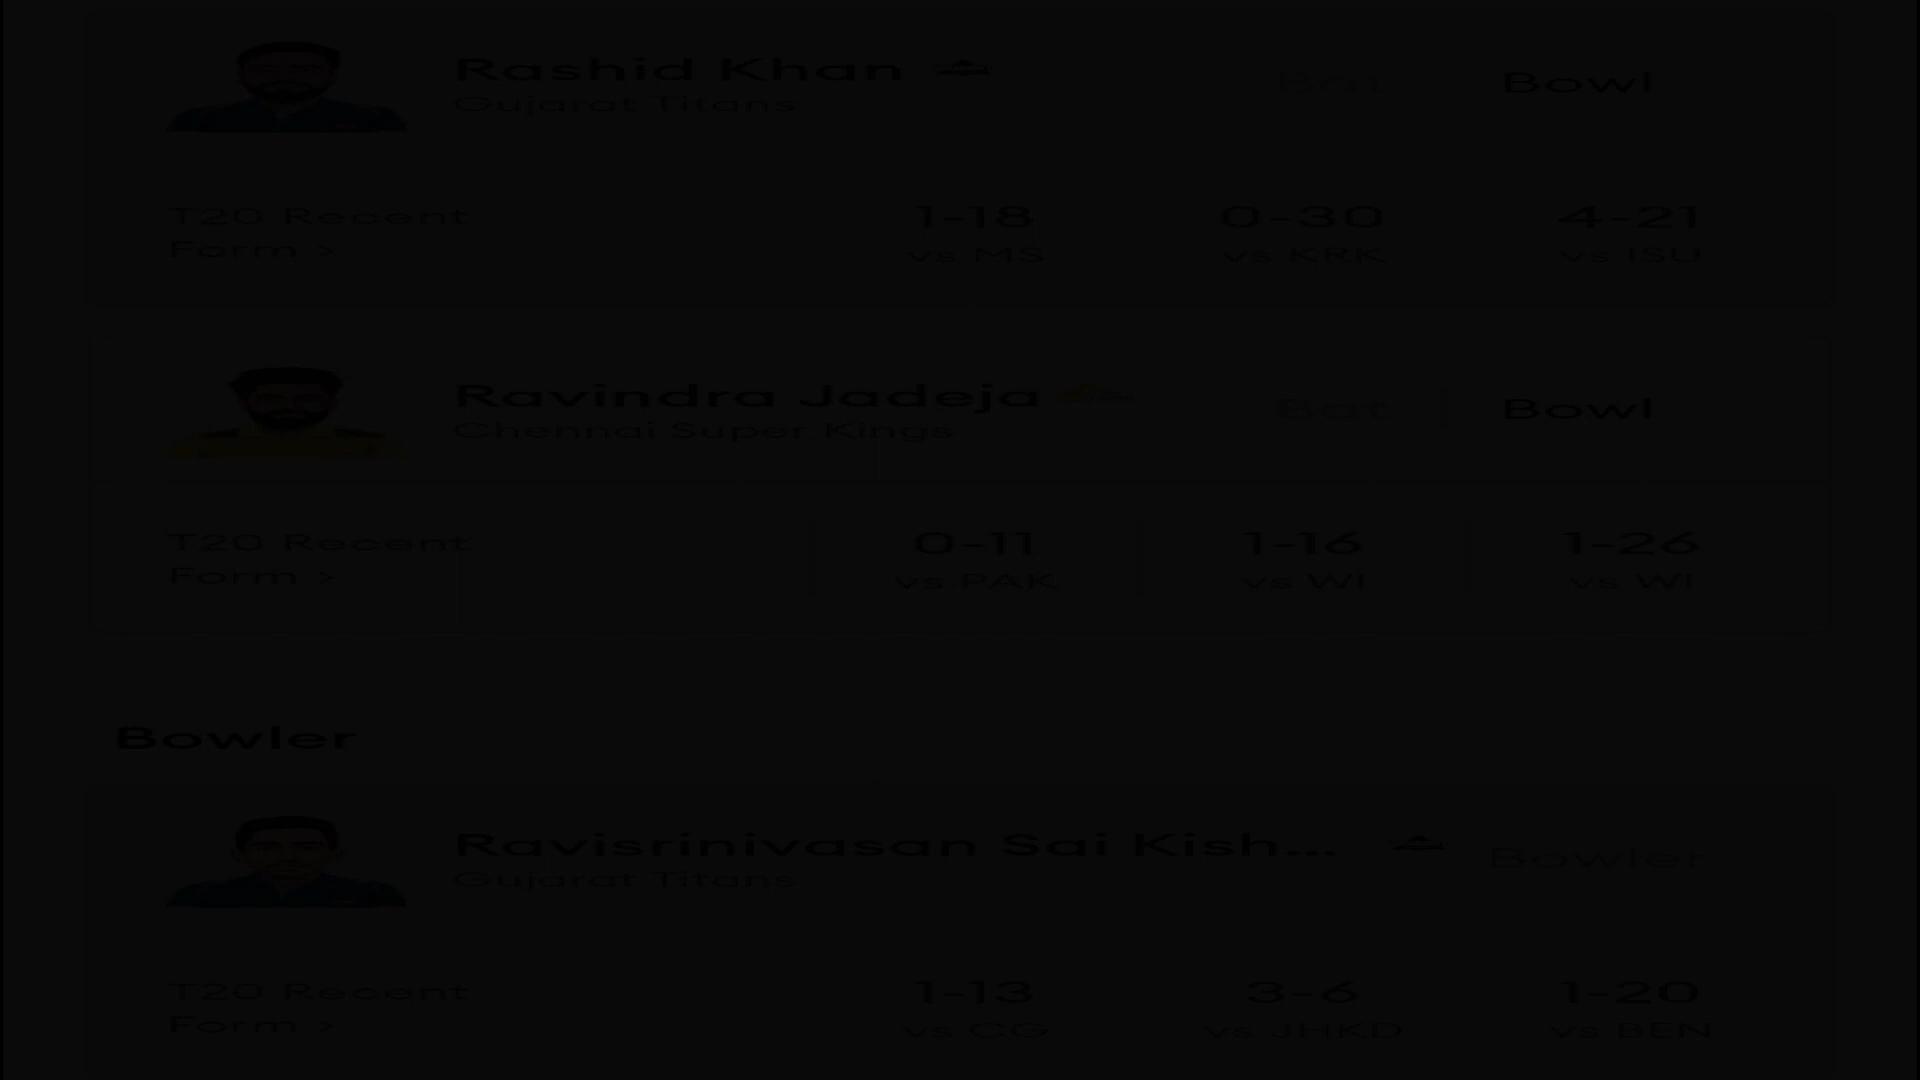 Rashid Khan
Gujarat Titans
Bat
Bowl
T20 Recent
Form >
1-18
vs MS
0-30
vs KRK
4-21
vs ISU
Ravindra Jadeja
Chennai Super Kings
Bat
Bowl
T20 Recent
Form >
0-11
vs PAK
1-16
vs WI
1-26
vs WI
Bowler
Ravisrinivasan Sai Kish...
Gujarat Titans
Bowler
T20 Recent
Form >
1-13
vs CG
3-6
vs JHKD
1-20
vs BEN